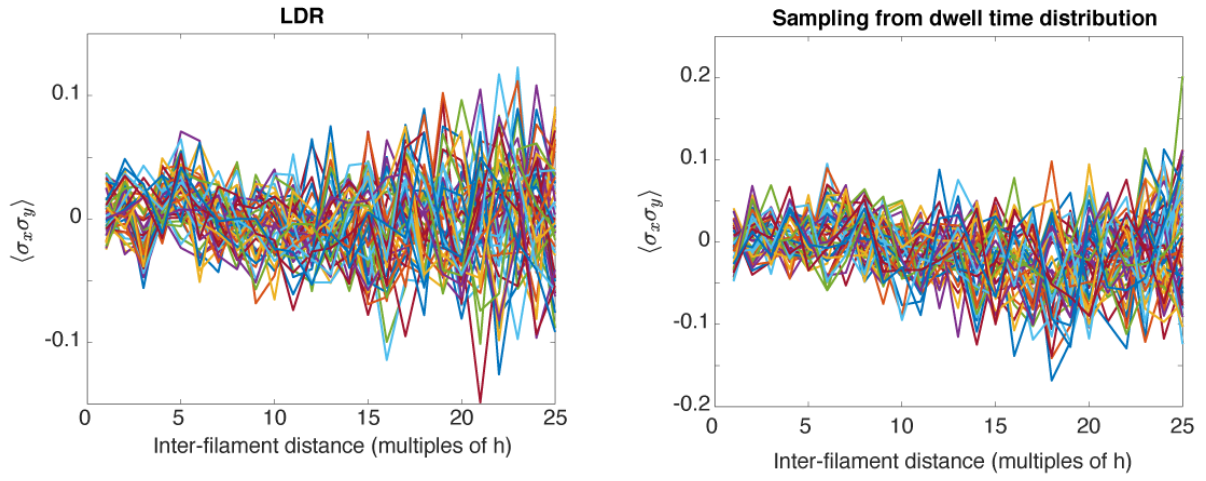 LDR
0.1
0
-0.1
⟨σxσy⟩
0 5 10 15 20 25
Inter-filament distance (multiples of h)
Sampling from dwell time distribution
0.2
0.1
0
-0.1
-0.2
⟨σxσy⟩
0 5 10 15 20 25
Inter-filament distance (multiples of h)